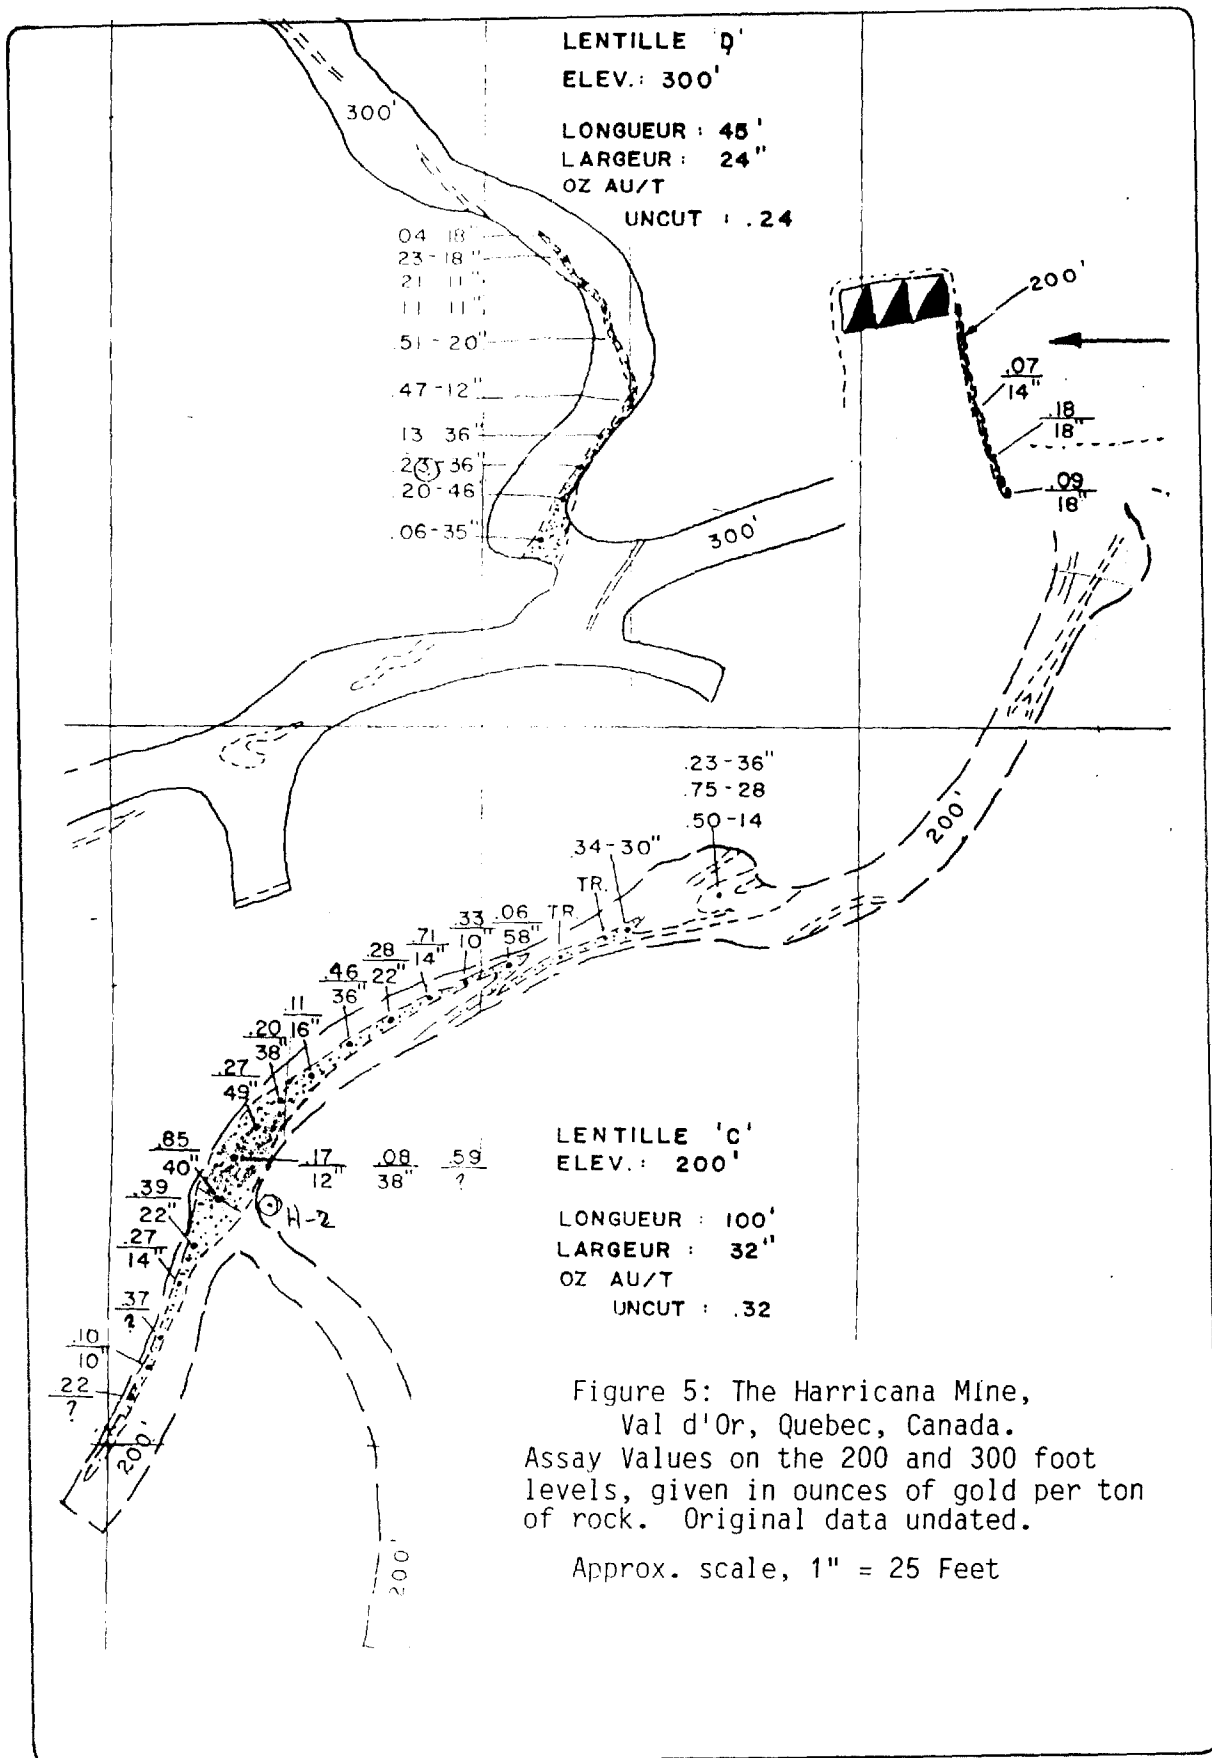 LENTILLE 'D'
ELEV.: 300'
LONGUEUR : 45'
LARGEUR : 24"
OZ AU/T
UNCUT : .24
300'
04 18"
23-18"
21 11"
11 11"
.51-20"
.47-12"
13 36"
.23-36"
.20-46
.06-35"
300'
200'
.07
14"
.18
18"
.09
18"
.23-36"
.75-28
.50-14
.34-30"
TR.
TR.
200'
.06
58"
.33
10"
.71
14"
.28
22"
.46
36"
.11
16"
.20
38"
.27
49"
.85
40"
.17
12"
.08
38"
.59
?
.39
22"
H-2
.27
14"
.37
?
.10
10"
.22
?
200'
200'
LENTILLE 'C'
ELEV.: 200'
LONGUEUR : 100'
LARGEUR : 32"
OZ AU/T
UNCUT : .32
Figure 5: The Harricana Mine,
Val d'Or, Quebec, Canada.
Assay Values on the 200 and 300 foot
levels, given in ounces of gold per ton
of rock. Original data undated.
Approx. scale, 1" = 25 Feet